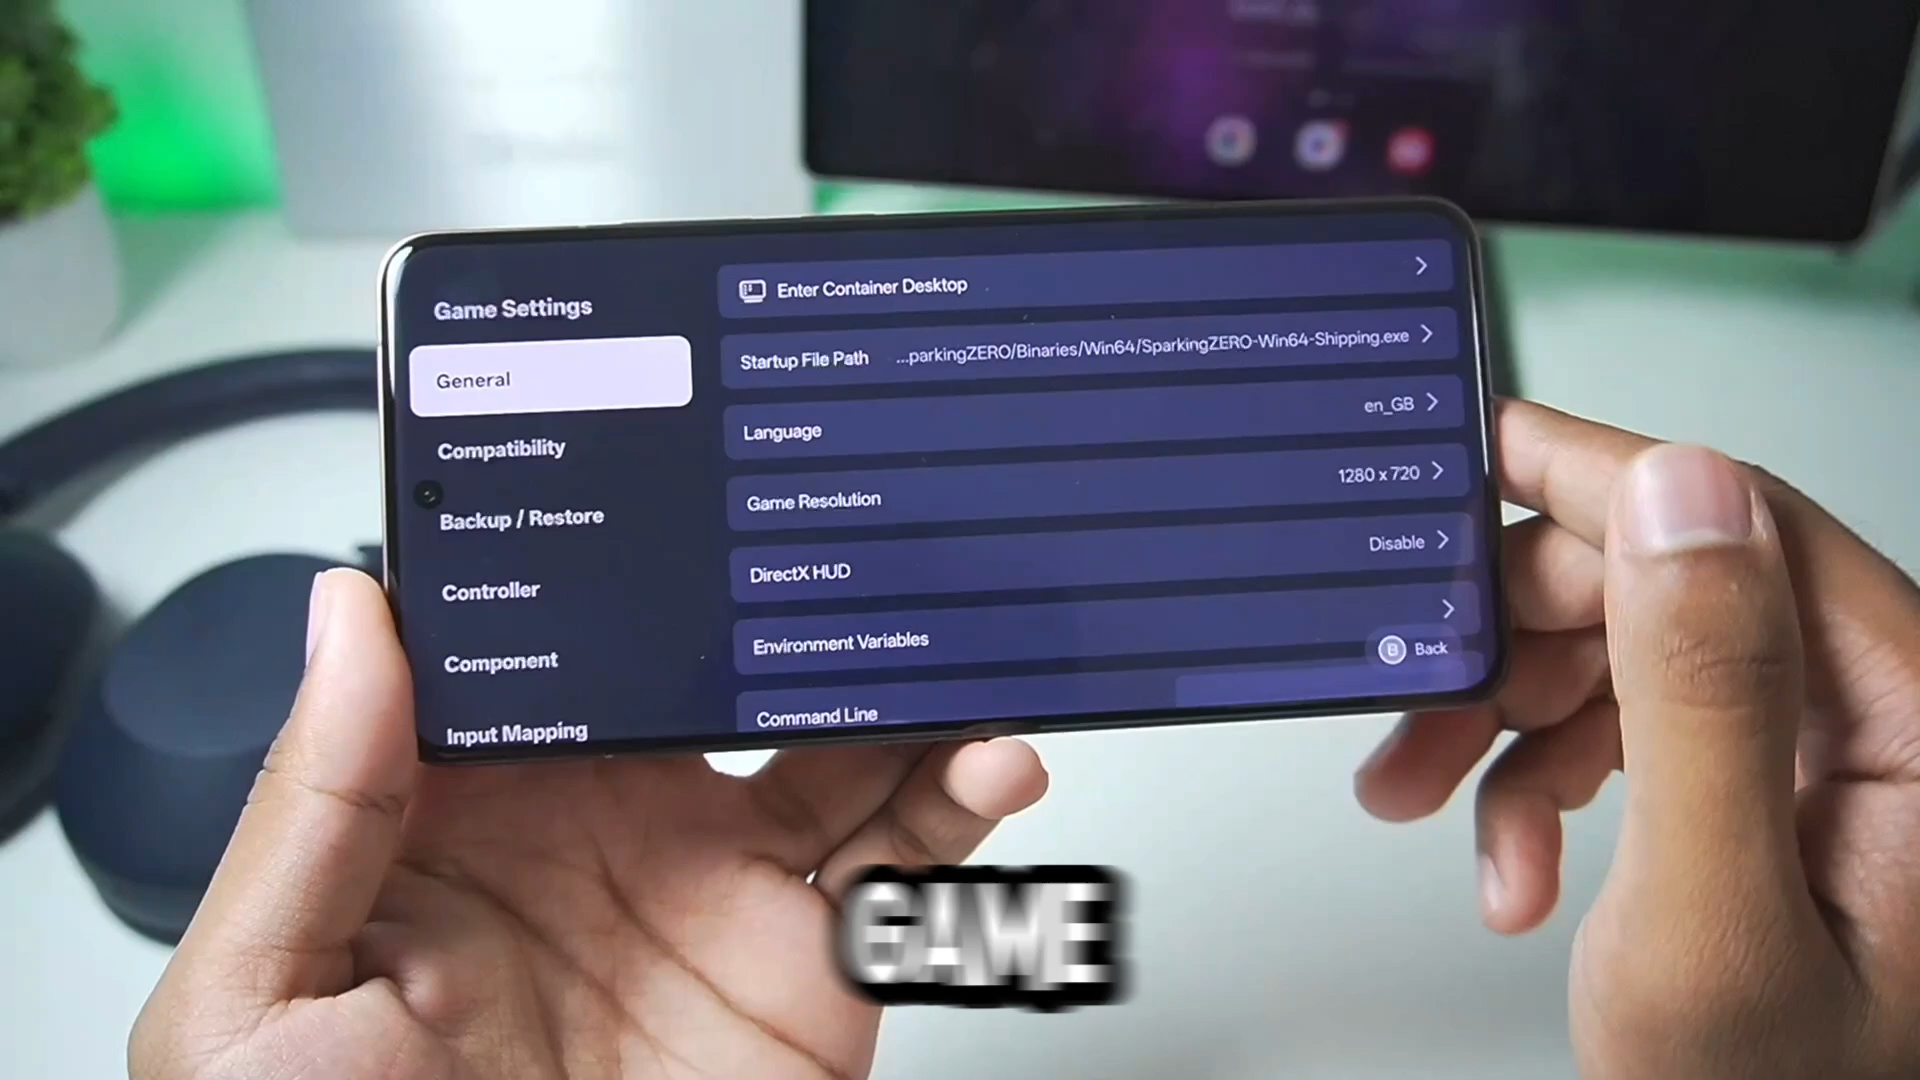 Game Settings
General
Compatibility
Backup / Restore
Controller
Component
Input Mapping
Enter Container Desktop
Startup File Path ...parkingZERO/Binaries/Win64/SparkingZERO-Win64-Shipping.exe
Language en_GB
Game Resolution 1280 x 720
DirectX HUD Disable
Environment Variables
B Back
Command Line
GAME